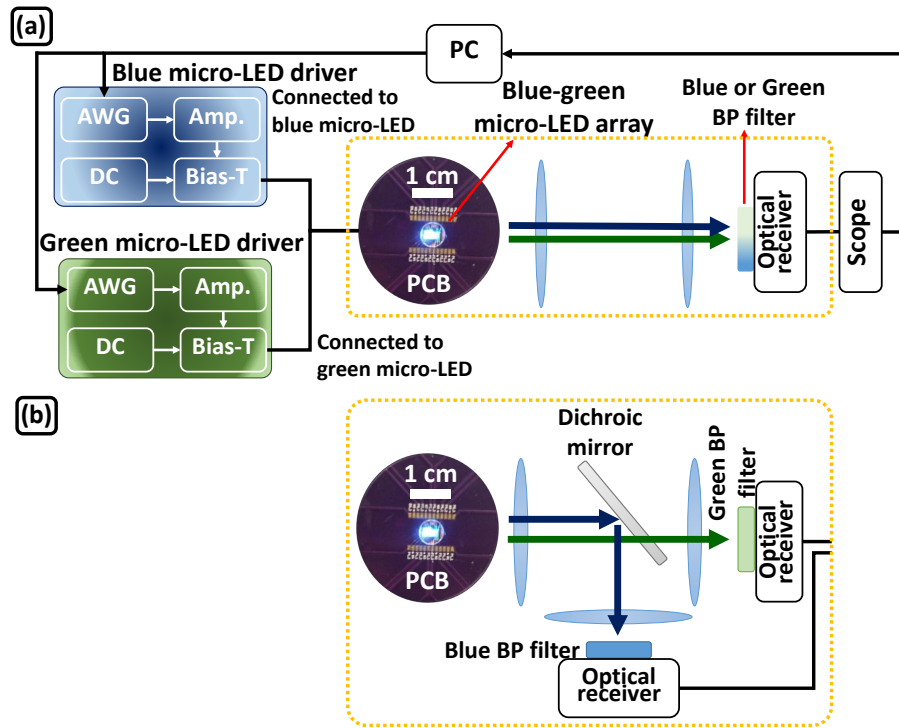 (a)
PC
Blue micro-LED driver
AWG
Amp.
DC
Bias-T
Connected to
blue micro-LED
Green micro-LED driver
AWG
Amp.
DC
Bias-T
Connected to
green micro-LED
Blue-green
micro-LED array
Blue or Green
BP filter
1 cm
PCB
Optical
receiver
Scope
(b)
Dichroic
mirror
1 cm
PCB
Green BP
filter
Optical
receiver
Blue BP filter
Optical
receiver